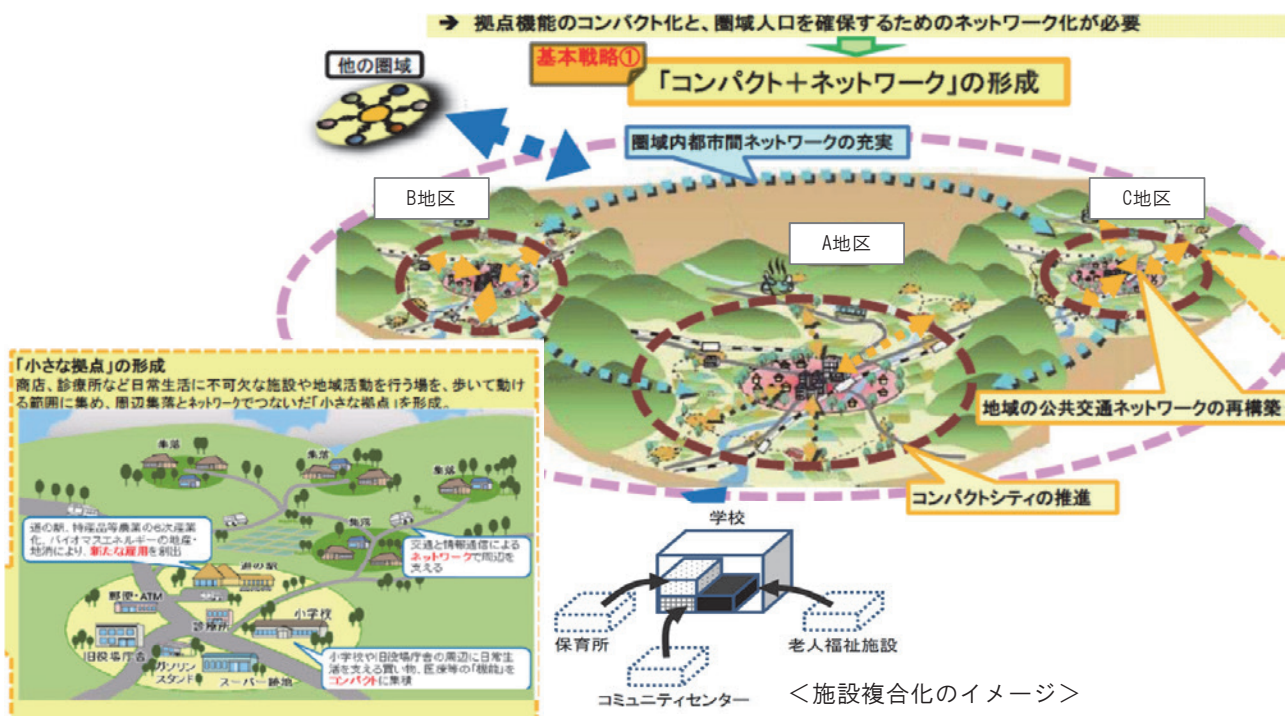 ➔ 拠点機能のコンパクト化と、圏域人口を確保するためのネットワーク化が必要
基本戦略①
「コンパクト+ネットワーク」の形成
他の圏域
圏域内都市間ネットワークの充実
B地区
A地区
C地区
地域の公共交通ネットワークの再構築
コンパクトシティの推進
「小さな拠点」の形成
商店、診療所など日常生活に不可欠な施設や地域活動を行う場を、歩いて動け
る範囲に集め、周辺集落とネットワークでつないだ「小さな拠点」を形成。
集落
集落
集落
集落
道の駅、特産品等農業の6次産業
化、バイオマスエネルギーの地産・
地消により、新たな雇用を創出
交通と情報通信による
ネットワークで周辺を
支える
道の駅
郵便・ATM
診療所
小学校
旧役場庁舎
ガソリン
スタンド
スーパー跡地
小学校や旧役場庁舎の周辺に日常生
活を支える買い物、医療等の「機能」を
コンパクトに集積
学校
保育所
老人福祉施設
コミュニティセンター
＜施設複合化のイメージ＞